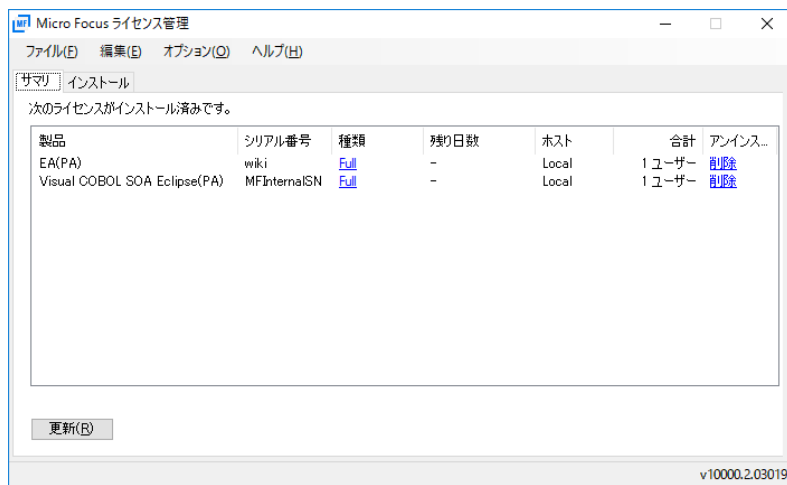 MF Micro Focus ライセンス管理
ファイル(F) 編集(E) オプション(O) ヘルプ(H)
サマリ インストール
次のライセンスがインストール済みです。
製品 シリアル番号 種類 残り日数 ホスト 合計 アンインス...
EA(PA) wiki Full - Local 1 ユーザー 削除
Visual COBOL SOA Eclipse(PA) MFInternalSN Full - Local 1 ユーザー 削除
更新(R)
v10000.2.03019